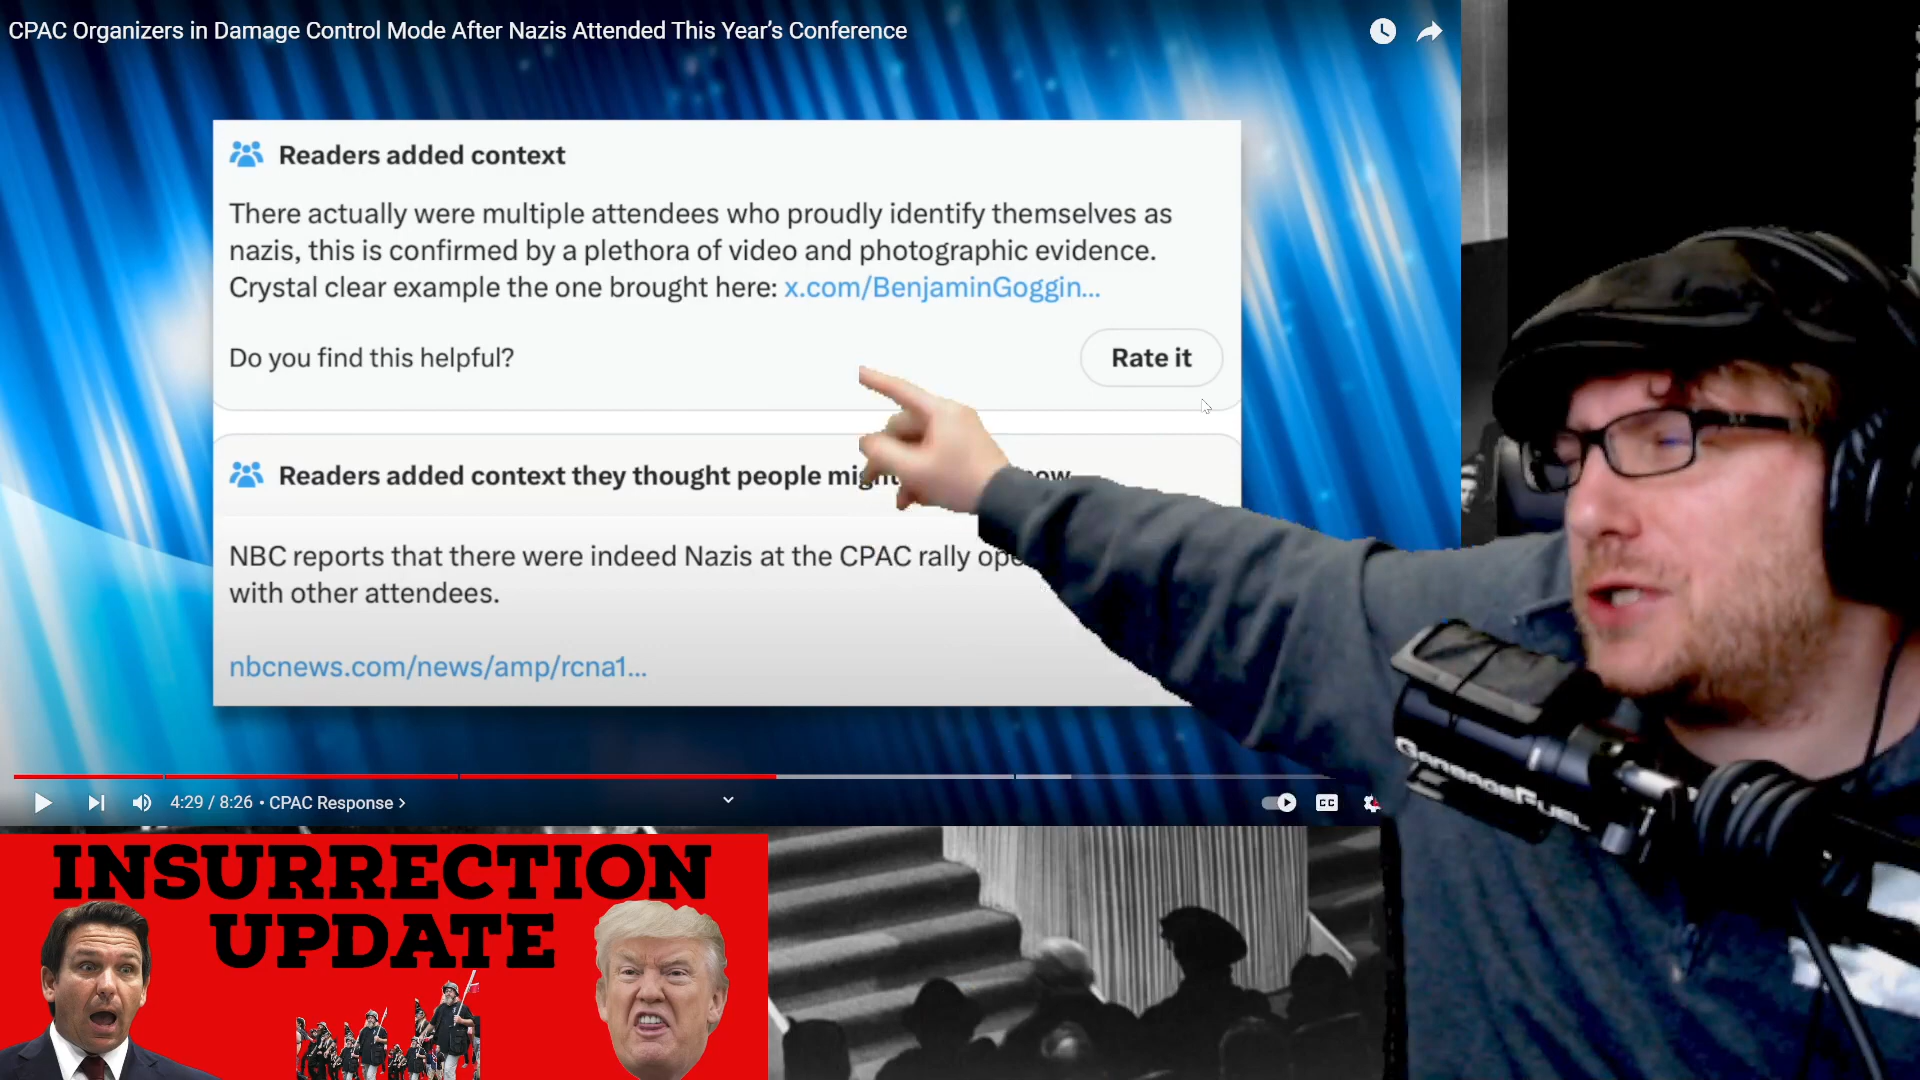 CPAC Organizers in Damage Control Mode After Nazis Attended This Year's Conference
Readers added context
There actually were multiple attendees who proudly identify themselves as
nazis, this is confirmed by a plethora of video and photographic evidence.
Crystal clear example the one brought here: x.com/BenjaminGoggin...
Do you find this helpful?
Rate it
Readers added context they thought people might
NBC reports that there were indeed Nazis at the CPAC rally
with other attendees.
nbcnews.com/news/amp/rcna1...
4:29 / 8:26 • CPAC Response >
CC
INSURRECTION
UPDATE